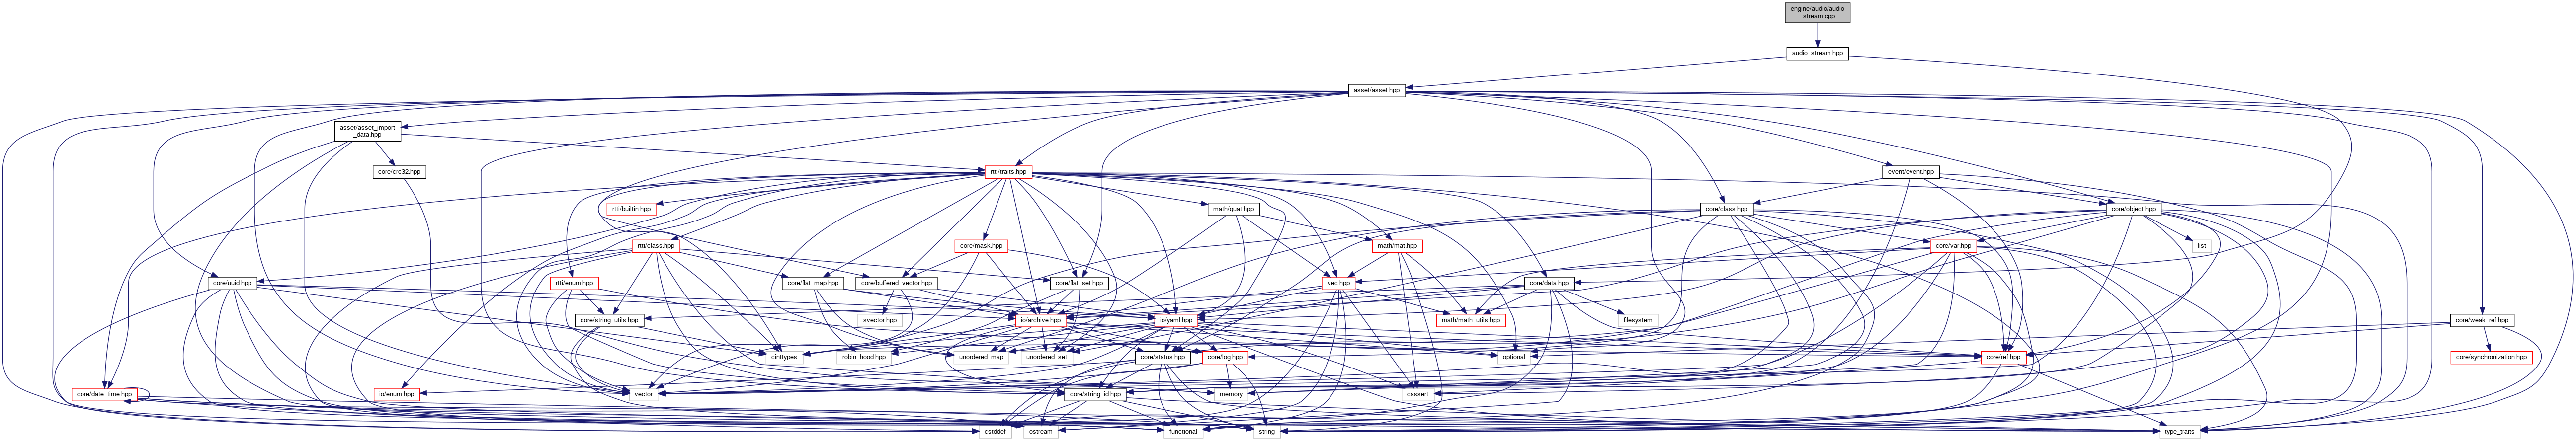 engine/audio/audio
_stream.cpp
audio_stream.hpp
asset/asset.hpp
asset/asset_import
_data.hpp
core/crc32.hpp
rtti/traits.hpp
event/event.hpp
rtti/builtin.hpp
math/quat.hpp
core/class.hpp
core/object.hpp
rtti/class.hpp
core/mask.hpp
math/mat.hpp
core/var.hpp
list
core/uuid.hpp
rtti/enum.hpp
core/flat_map.hpp
core/buffered_vector.hpp
core/flat_set.hpp
vec.hpp
core/data.hpp
core/string_utils.hpp
svector.hpp
io/archive.hpp
io/yaml.hpp
math/math_utils.hpp
filesystem
core/weak_ref.hpp
cinttypes
robin_hood.hpp
unordered_map
unordered_set
core/status.hpp
core/log.hpp
optional
core/ref.hpp
core/synchronization.hpp
core/date_time.hpp
io/enum.hpp
vector
memory
core/string_id.hpp
cassert
cstddef
ostream
functional
string
type_traits